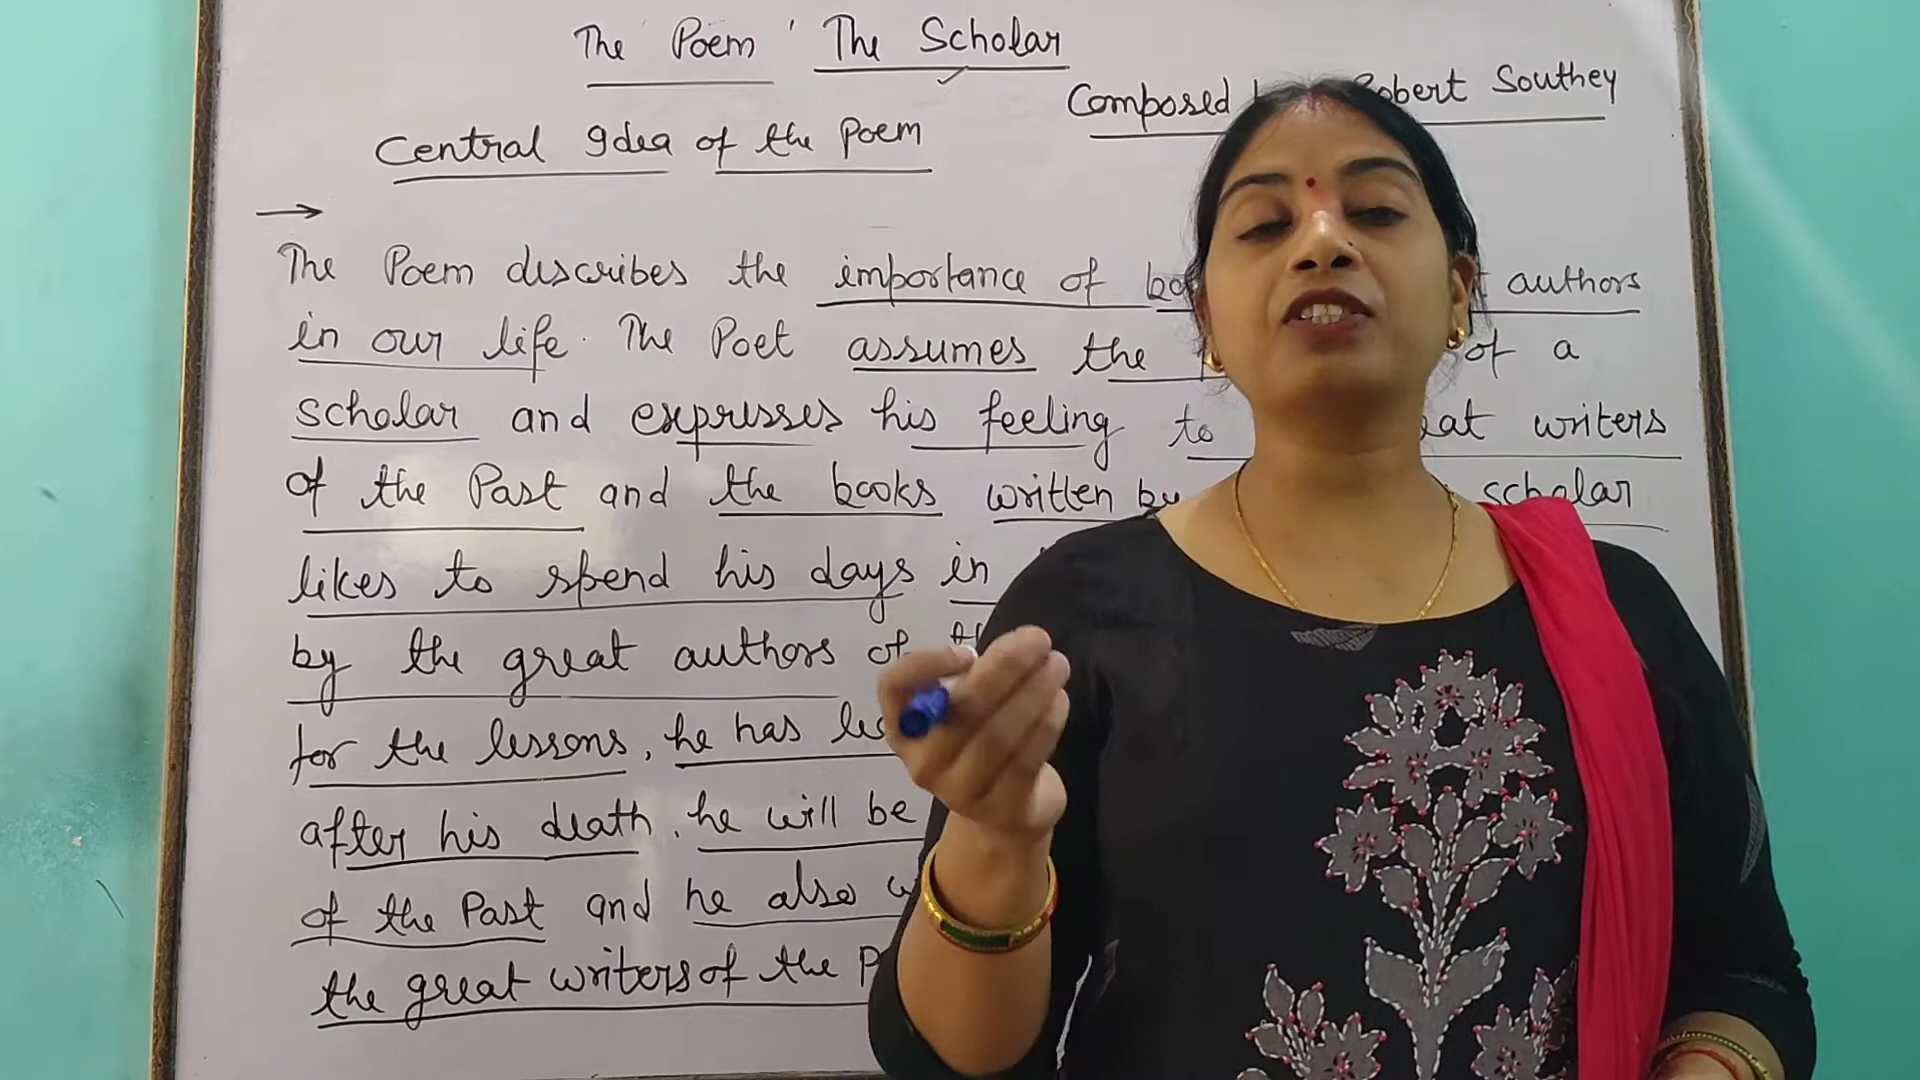 The Poem ' The Scholar
Composed Robert Southey
Central Idea of the Poem
The Poem describes the importance of authors
in our life. The Poet assumes the of a
scholar and expresses his feeling to writers
of the Past and the books written by scholar
likes to spend his days in
by the great authors of
for the lessons, he has
after his death, he will be
of the Past and he also
the great writers of the